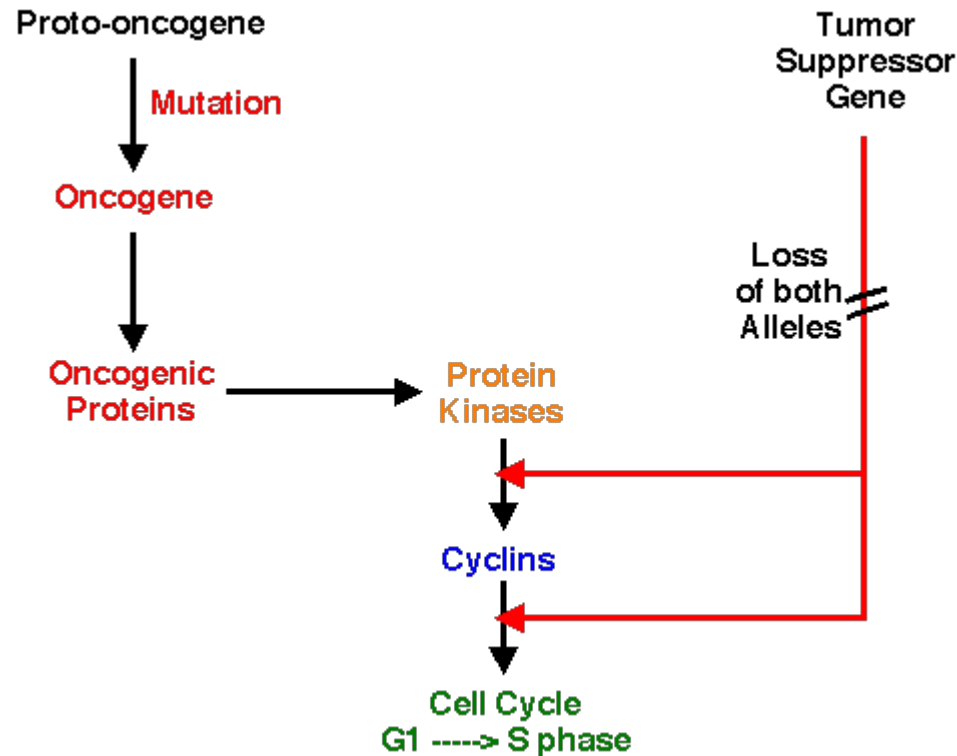 Proto-oncogene
Tumor
Suppressor
Gene
Mutation
Oncogene
Loss
of both
Alleles
Oncogenic
Proteins
Protein
Kinases
Cyclins
Cell Cycle
G1 -----> S phase